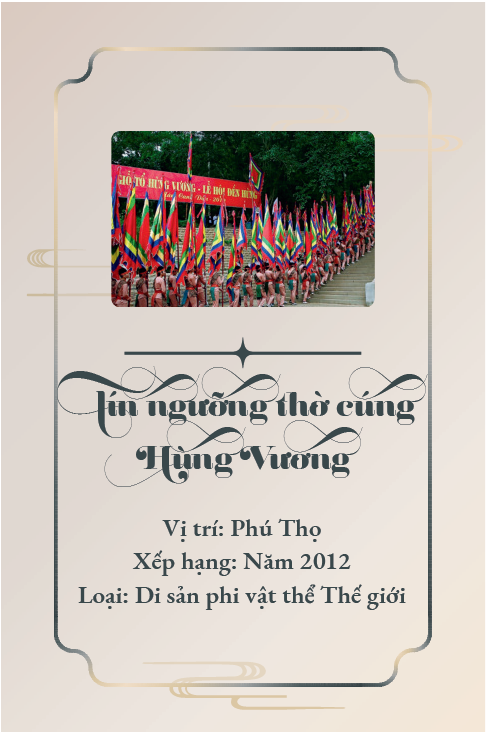 GIỖ TỔ HÙNG VƯƠNG - LỄ HỘI ĐỀN HÙNG
Tín ngưỡng thờ cúng
Hùng Vương
Vị trí: Phú Thọ
Xếp hạng: Năm 2012
Loại: Di sản phi vật thể Thế giới